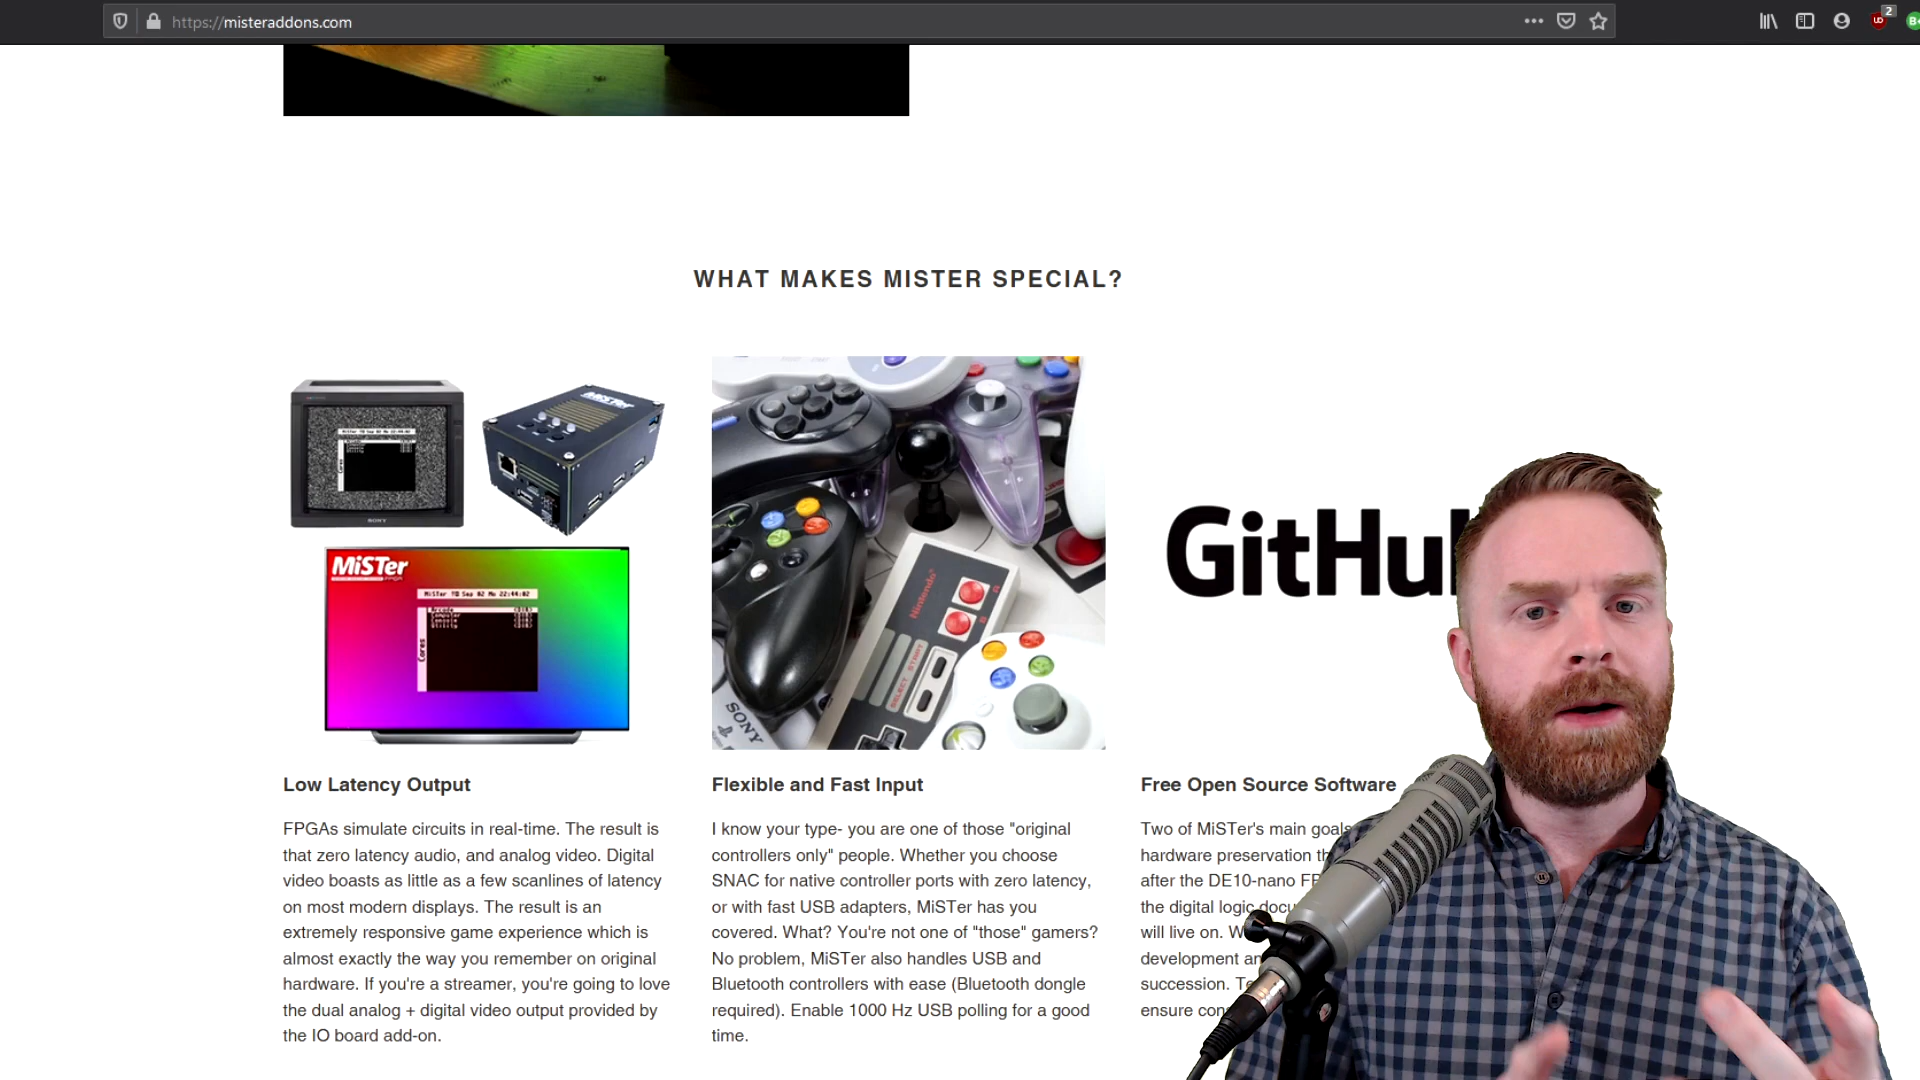 https://misteraddons.com
2
WHAT MAKES MISTER SPECIAL?
MiSTer
SONY
MiSTer
GitHu
Nintendo
SELECT START
SONY
Low Latency Output
FPGAs simulate circuits in real-time. The result is
that zero latency audio, and analog video. Digital
video boasts as little as a few scanlines of latency
on most modern displays. The result is an
extremely responsive game experience which is
almost exactly the way you remember on original
hardware. If you're a streamer, you're going to love
the dual analog + digital video output provided by
the IO board add-on.
Flexible and Fast Input
I know your type- you are one of those "original
controllers only" people. Whether you choose
SNAC for native controller ports with zero latency,
or with fast USB adapters, MiSTer has you
covered. What? You're not one of "those" gamers?
No problem, MiSTer also handles USB and
Bluetooth controllers with ease (Bluetooth dongle
required). Enable 1000 Hz USB polling for a good
time.
Free Open Source Software
Two of MiSTer's main goals
hardware preservation
after the DE10-nano
the digital logic
will live on.
development
succession.
ensure